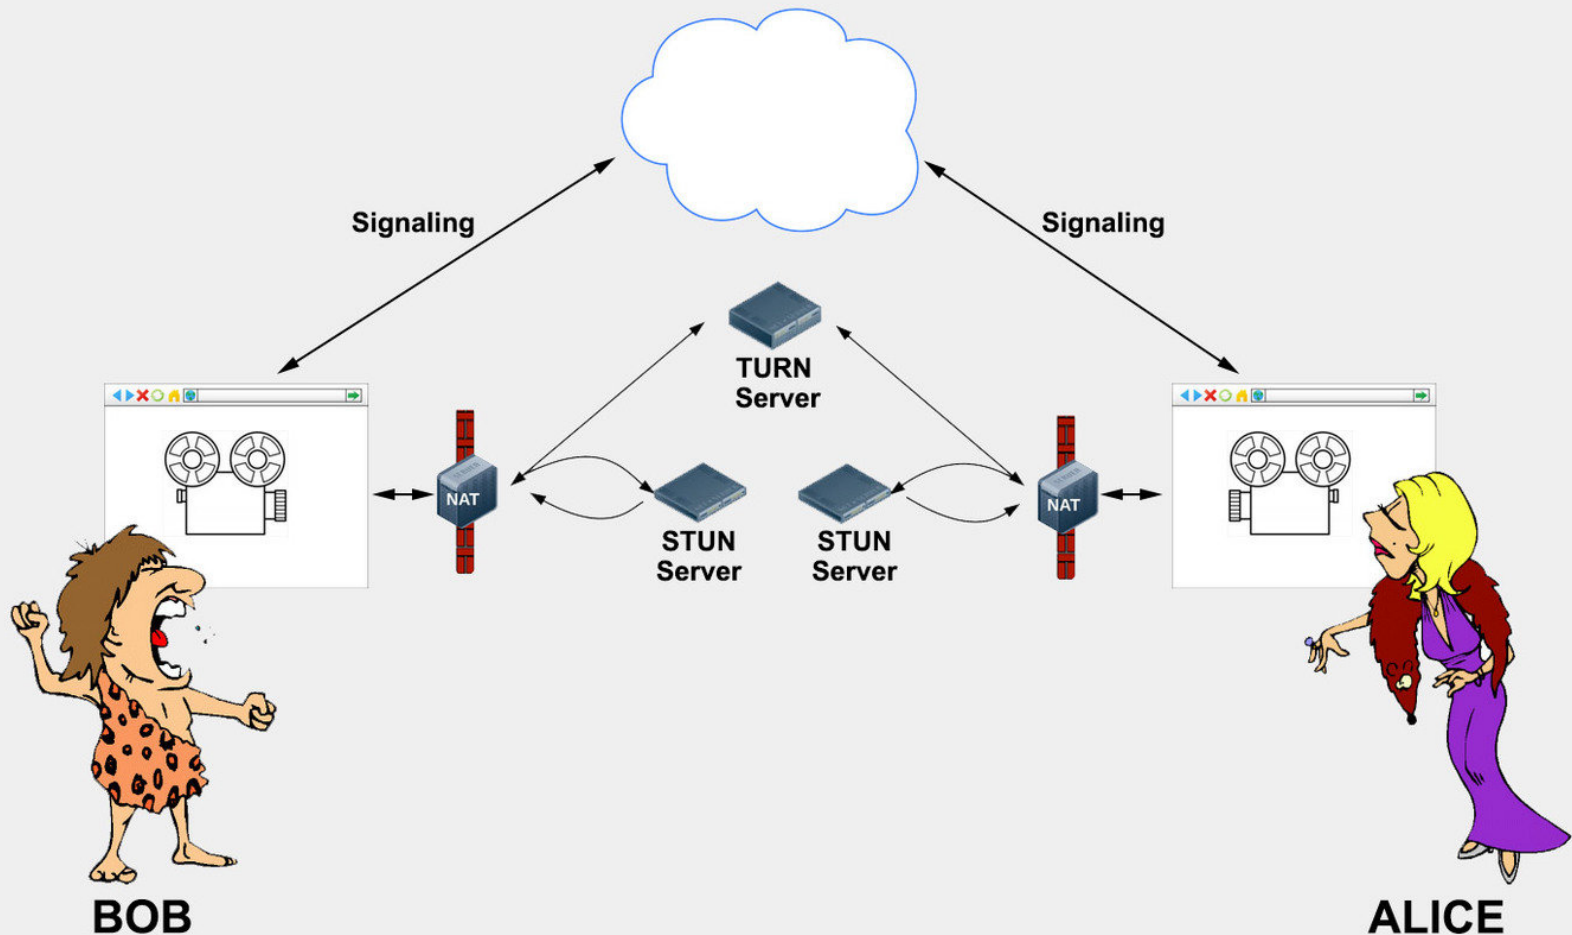 Signaling
Signaling
TURN
Server
NAT
STUN
Server
STUN
Server
NAT
BOB
ALICE